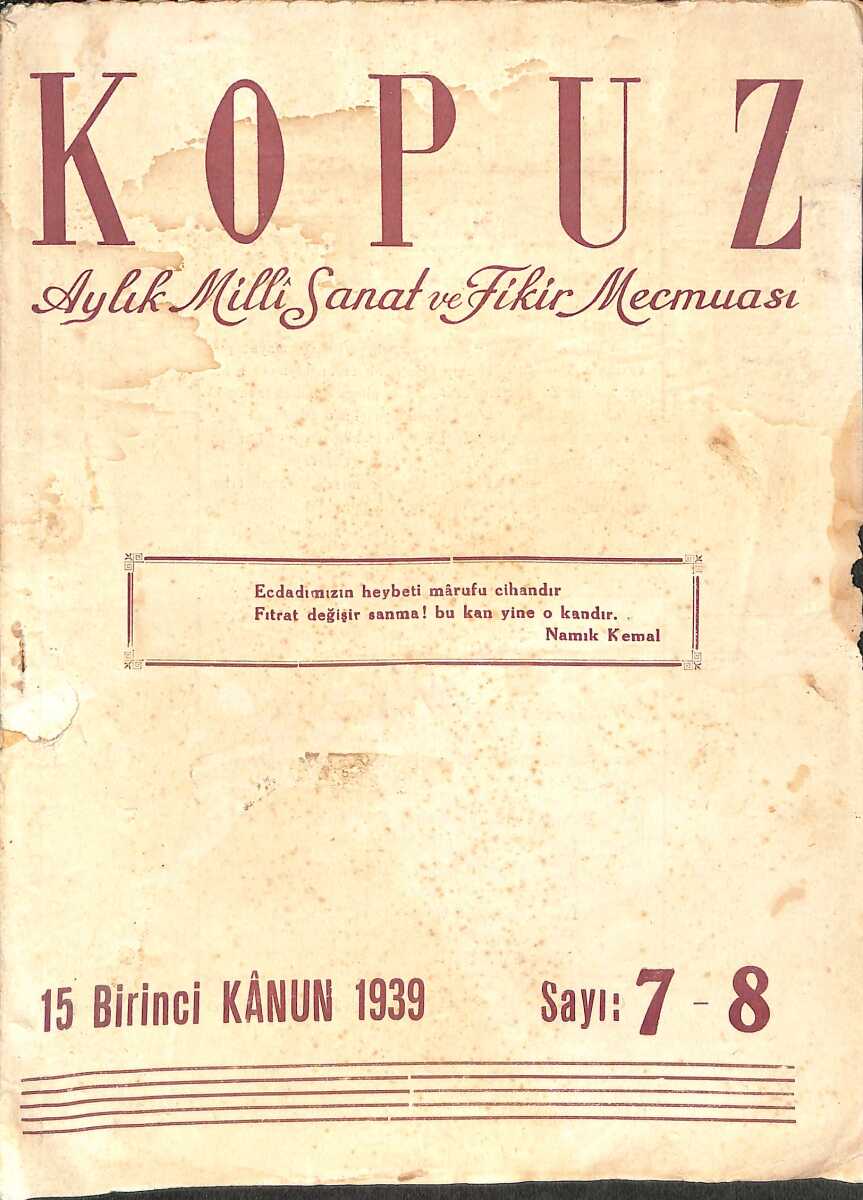 KOPUZ
Aylık Millî Sanat ve Fikir Mecmuası
Ecdadımızın heybeti mârufu cihandır
Fıtrat değişir sanma! bu kan yine o kandır.
Namık Kemal
15 Birinci KÂNUN 1939 Sayı: 7 - 8